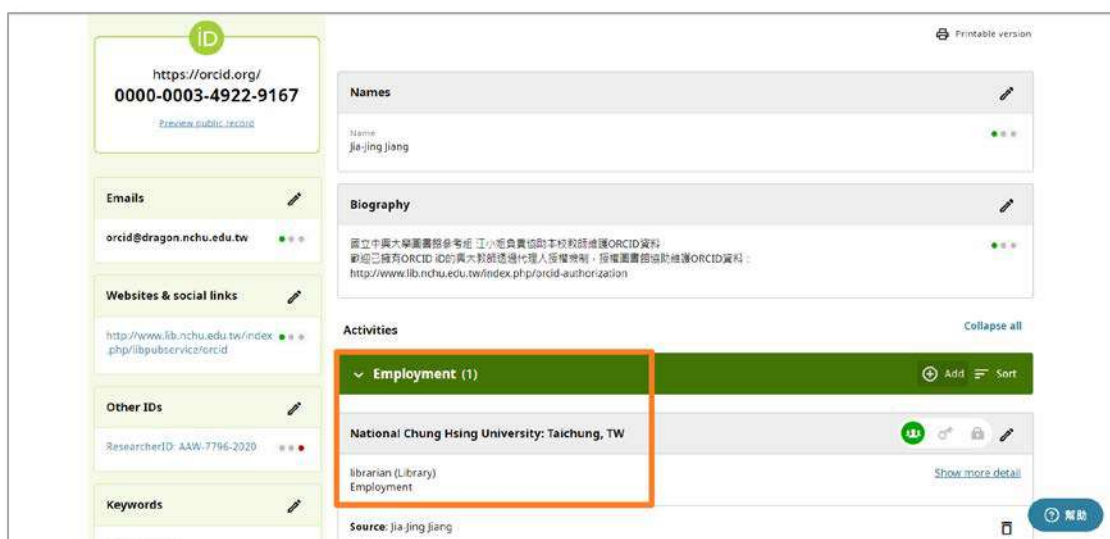 iD
https://orcid.org/
0000-0003-4922-9167
Preview public record
Emails
orcid@dragon.nchu.edu.tw
Websites & social links
http://www.lib.nchu.edu.tw/index
.php/libpubservice/orcid
Other IDs
ResearcherID: AAW-7796-2020
Keywords
Printable version
Names
Name
Jia-jing Jiang
Biography
國立中興大學圖書館參考組 江小姐負責協助本校教師維護ORCID資料
歡迎已擁有ORCID iD的興大教師透過代理人授權機制，授權圖書館協助維護ORCID資料：
http://www.lib.nchu.edu.tw/index.php/orcid-authorization
Activities
Collapse all
Employment (1)
Add
Sort
National Chung Hsing University: Taichung, TW
librarian (Library)
Employment
Show more detail
Source: Jia-Jing Jiang
幫助